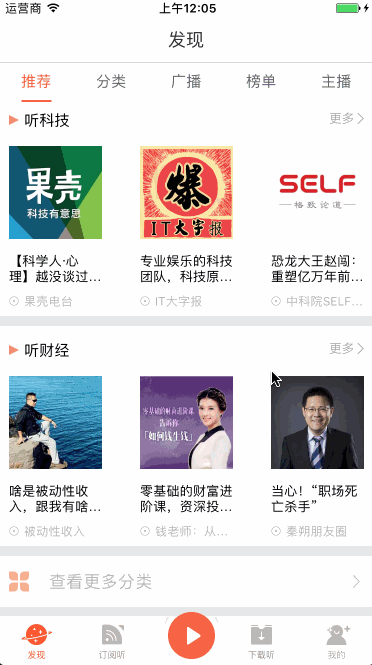 运营商 上午12:05
发现
推荐 分类 广播 榜单 主播
听科技 更多
果壳
科技有意思
爆
IT大字报
SELF
格致论道
【科学人·心
理】越没谈过…
果壳电台
专业娱乐的科技
团队，科技原…
IT大字报
恐龙大王赵闯：
重塑亿万年前…
中科院SELF…
听财经 更多
零基础的财富进阶课
告诉你
「如何钱生钱」
啥是被动性收
入，跟我有啥…
被动性收入
零基础的财富进
阶课，资深投…
钱老师：从…
当心！“职场死
亡杀手”
秦朔朋友圈
查看更多分类
发现 订阅听 下载听 我的